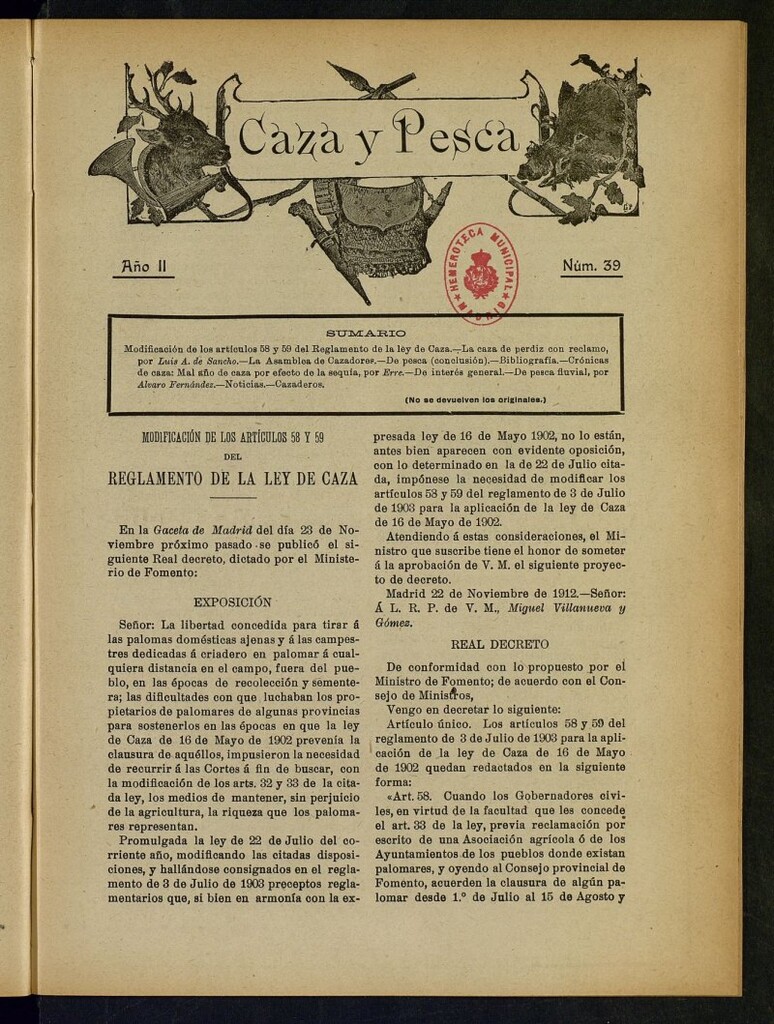 Caza y Pesca
Año II
Núm. 39
HEMEROTECA MUNICIPAL
MADRID
SUMARIO
Modificación de los artículos 58 y 59 del Reglamento de la ley de Caza.—La caza de perdiz con reclamo,
por Luis A. de Sancho.—La Asamblea de Cazadores.—De pesca (conclusión).—Bibliografía.—Crónicas
de caza: Mal año de caza por efecto de la sequía, por Erre.—De interés general.—De pesca fluvial, por
Alvaro Fernández.—Noticias.—Cazaderos.
(No se devuelven los originales.)
MODIFICACIÓN DE LOS ARTÍCULOS 58 Y 59
DEL
REGLAMENTO DE LA LEY DE CAZA
En la Gaceta de Madrid del día 23 de No-
viembre próximo pasado se publicó el si-
guiente Real decreto, dictado por el Ministe-
rio de Fomento:
EXPOSICIÓN
Señor: La libertad concedida para tirar á
las palomas domésticas ajenas y á las campes-
tres dedicadas á criadero en palomar á cual-
quiera distancia en el campo, fuera del pue-
blo, en las épocas de recolección y semente-
ra; las dificultades con que luchaban los pro-
pietarios de palomares de algunas provincias
para sostenerlos en las épocas en que la ley
de Caza de 16 de Mayo de 1902 prevenía la
clausura de aquéllos, impusieron la necesidad
de recurrir á las Cortes á fin de buscar, con
la modificación de los arts. 32 y 33 de la cita-
da ley, los medios de mantener, sin perjuicio
de la agricultura, la riqueza que los paloma-
res representan.
Promulgada la ley de 22 de Julio del co-
rriente año, modificando las citadas disposi-
ciones, y hallándose consignados en el regla-
mento de 3 de Julio de 1903 preceptos regla-
mentarios que, si bien en armonía con la ex-
presada ley de 16 de Mayo 1902, no lo están,
antes bien aparecen con evidente oposición,
con lo determinado en la de 22 de Julio cita-
da, impónese la necesidad de modificar los
artículos 58 y 59 del reglamento de 3 de Julio
de 1903 para la aplicación de la ley de Caza
de 16 de Mayo de 1902.
Atendiendo á estas consideraciones, el Mi-
nistro que suscribe tiene el honor de someter
á la aprobación de V. M. el siguiente proyec-
to de decreto.
Madrid 22 de Noviembre de 1912.—Señor:
Á L. R. P. de V. M., Miguel Villanueva y
Gómez.
REAL DECRETO
De conformidad con lo propuesto por el
Ministro de Fomento; de acuerdo con el Con-
sejo de Ministros,
Vengo en decretar lo siguiente:
Artículo único. Los artículos 58 y 59 del
reglamento de 3 de Julio de 1903 para la apli-
cación de la ley de Caza de 16 de Mayo
de 1902 quedan redactados en la siguiente
forma:
«Art. 58. Cuando los Gobernadores civi-
les, en virtud de la facultad que les concede
el art. 33 de la ley, previa reclamación por
escrito de una Asociación agrícola ó de los
Ayuntamientos de los pueblos donde existan
palomares, y oyendo al Consejo provincial de
Fomento, acuerden la clausura de algún pa-
lomar desde 1.º de Julio al 15 de Agosto y